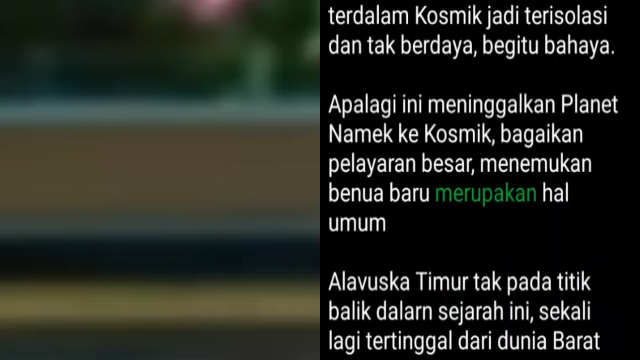 terdalam Kosmik jadi terisolasi
dan tak berdaya, begitu bahaya.
Apalagi ini meninggalkan Planet
Namek ke Kosmik, bagaikan
pelayaran besar, menemukan
benua baru merupakan hal
umum
Alavuska Timur tak pada titik
balik dalarn sejarah ini, sekali
lagi tertinggal dari dunia Barat